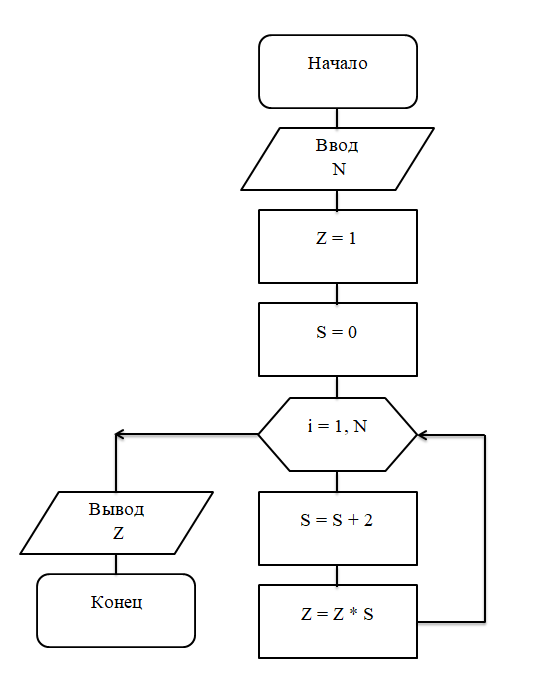 Начало
Ввод
N
Z = 1
S = 0
i = 1, N
S = S + 2
Z = Z * S
Вывод
Z
Конец